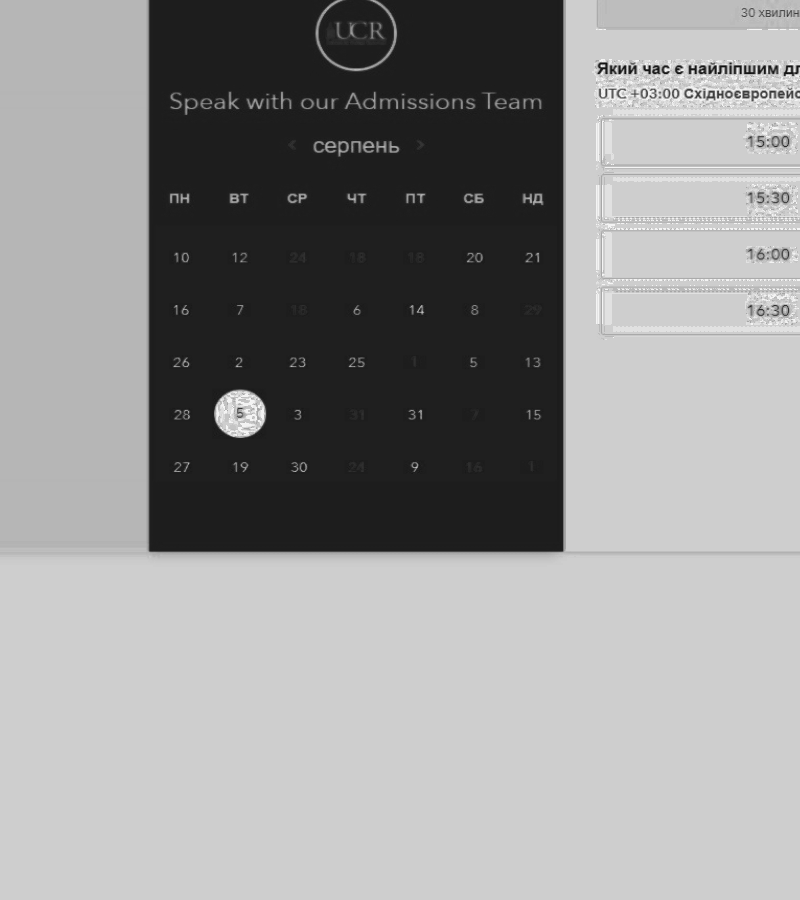 UCR
Speak with our Admissions Team
‹ серпень ›
ПН ВТ СР ЧТ ПТ СБ НД
10 12 24 18 18 20 21
16 7 18 6 14 8 29
26 2 23 25 1 5 13
28 5 3 31 31 7 15
27 19 30 24 9 16 1
30 хвилин
Який час є найліпшим дл
UTC +03:00 Східноєвропейс
15:00
15:30
16:00
16:30